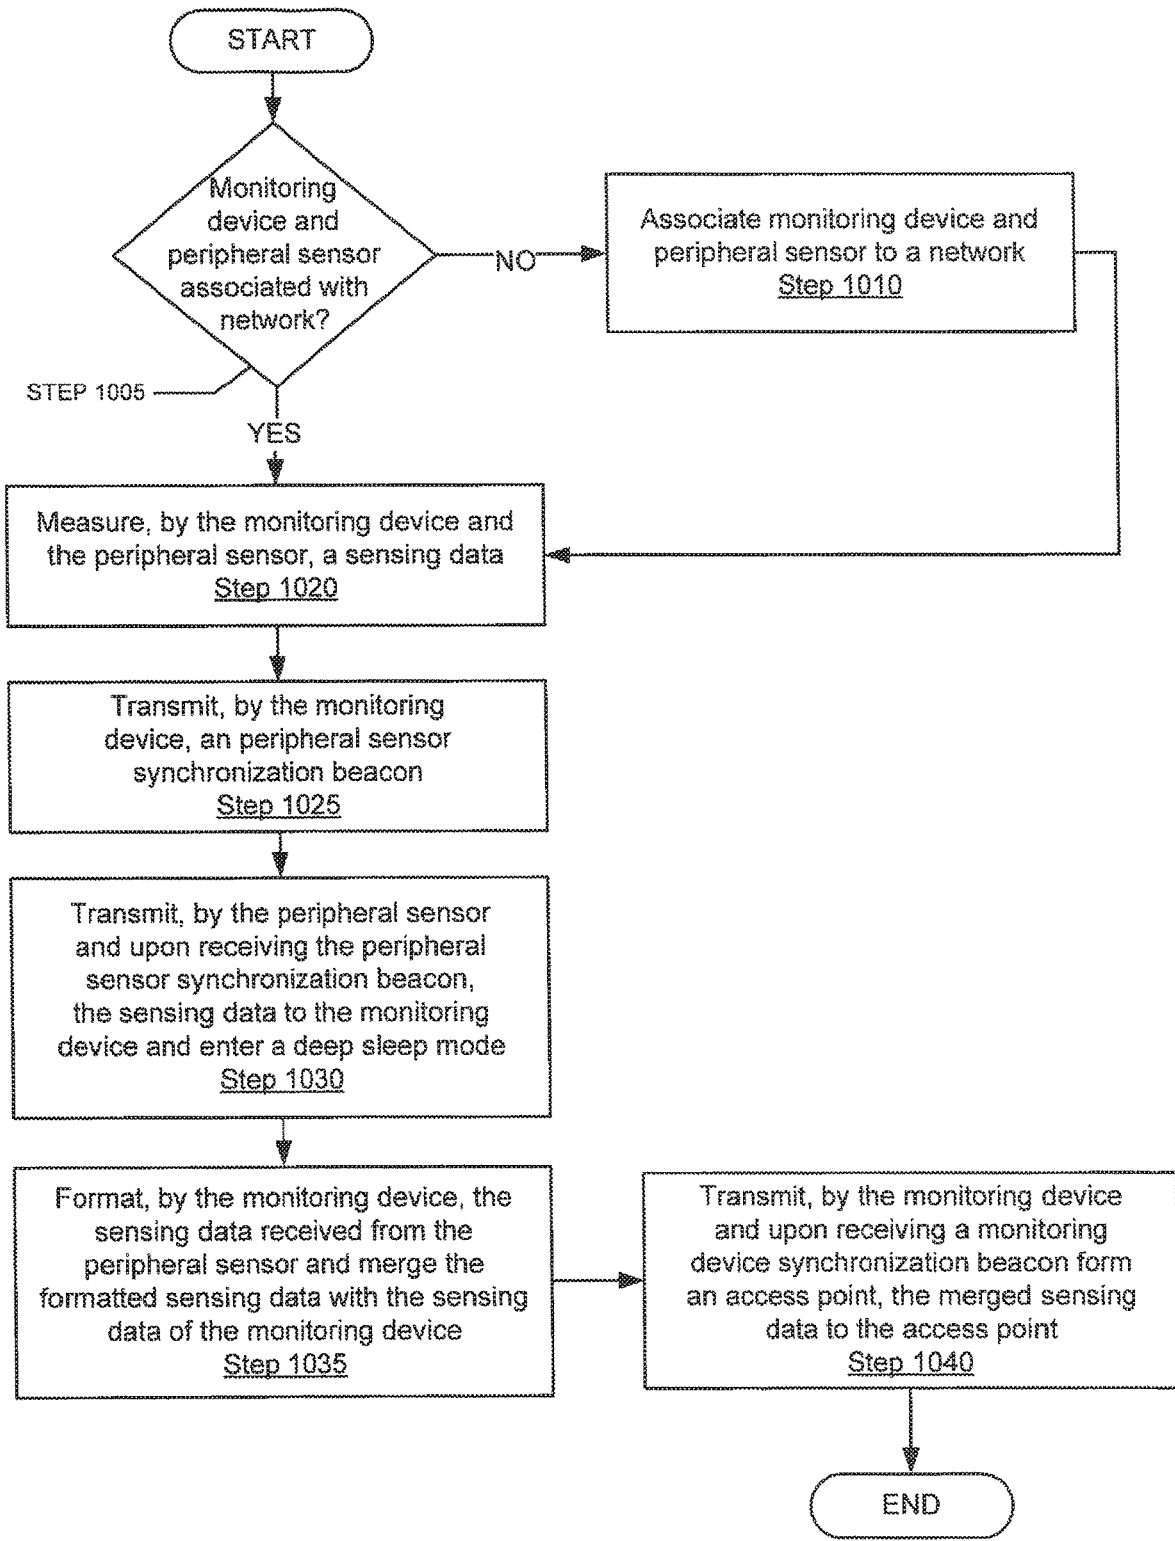 START
Monitoring
device and
peripheral sensor
associated with
network?
NO
Associate monitoring device and
peripheral sensor to a network
Step 1010
STEP 1005
YES
Measure, by the monitoring device and
the peripheral sensor, a sensing data
Step 1020
Transmit, by the monitoring
device, an peripheral sensor
synchronization beacon
Step 1025
Transmit, by the peripheral sensor
and upon receiving the peripheral
sensor synchronization beacon,
the sensing data to the monitoring
device and enter a deep sleep mode
Step 1030
Format, by the monitoring device, the
sensing data received from the
peripheral sensor and merge the
formatted sensing data with the sensing
data of the monitoring device
Step 1035
Transmit, by the monitoring device
and upon receiving a monitoring
device synchronization beacon form
an access point, the merged sensing
data to the access point
Step 1040
END